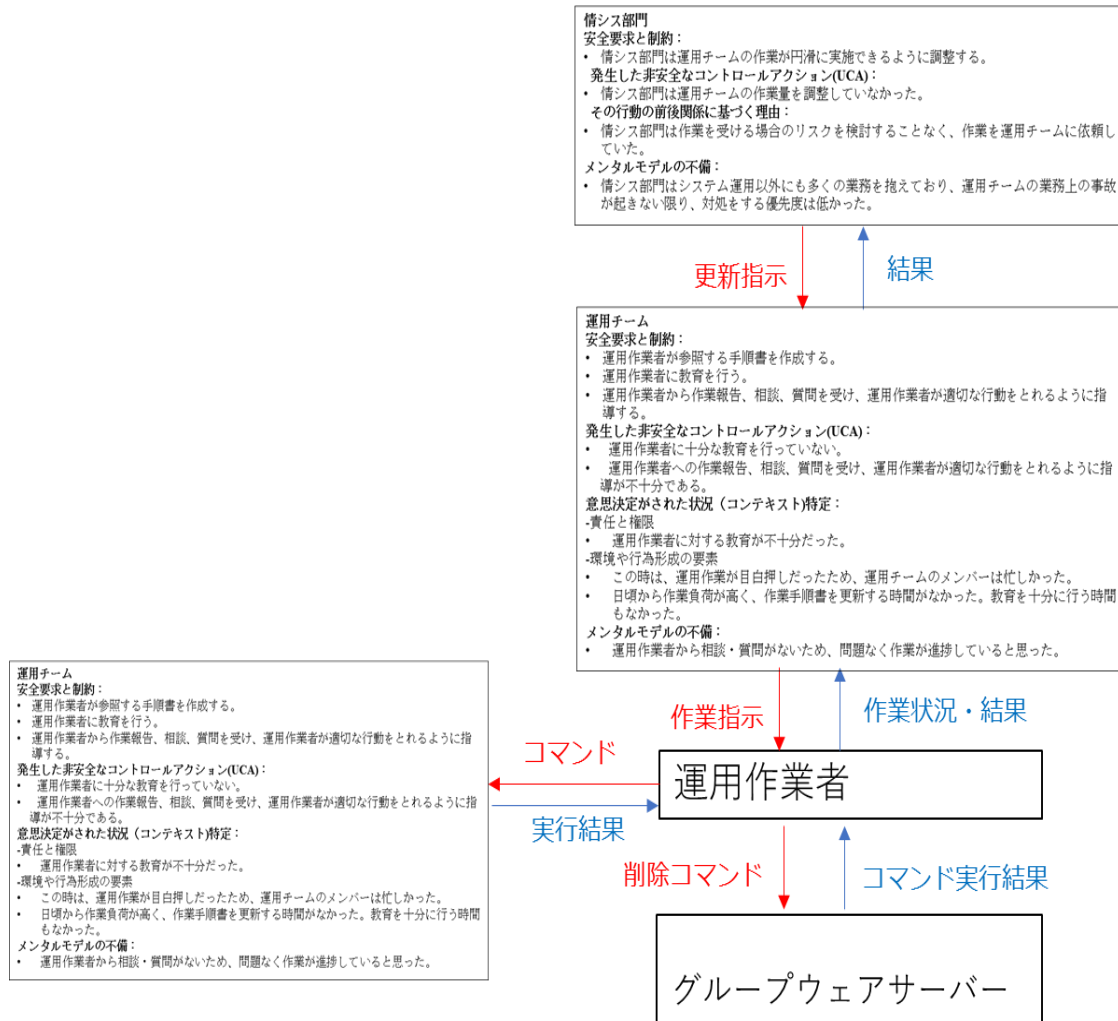 情シス部門
安全要求と制約：
• 情シス部門は運用チームの作業が円滑に実施できるように調整する。
発生した非安全なコントロールアクション(UCA)：
• 情シス部門は運用チームの作業量を調整していなかった。
その行動の前後関係に基づく理由：
• 情シス部門は作業を受ける場合のリスクを検討することなく、作業を運用チームに依頼し
ていた。
メンタルモデルの不備：
• 情シス部門はシステム運用以外にも多くの業務を抱えており、運用チームの業務上の事故
が起きない限り、対処をする優先度は低かった。
更新指示
結果
運用チーム
安全要求と制約：
• 運用作業者が参照する手順書を作成する。
• 運用作業者に教育を行う。
• 運用作業者から作業報告、相談、質問を受け、運用作業者が適切な行動をとれるように指
導する。
発生した非安全なコントロールアクション(UCA)：
• 運用作業者に十分な教育を行っていない。
• 運用作業者への作業報告、相談、質問を受け、運用作業者が適切な行動をとれるように指
導が不十分である。
意思決定がされた状況（コンテキスト)特定：
-責任と権限
• 運用作業者に対する教育が不十分だった。
-環境や行為形成の要素
• この時は、運用作業が目白押しだったため、運用チームのメンバーは忙しかった。
• 日頃から作業負荷が高く、作業手順書を更新する時間がなかった。教育を十分に行う時間
もなかった。
メンタルモデルの不備：
• 運用作業者から相談・質問がないため、問題なく作業が進捗していると思った。
作業指示
作業状況・結果
運用チーム
安全要求と制約：
• 運用作業者が参照する手順書を作成する。
• 運用作業者に教育を行う。
• 運用作業者から作業報告、相談、質問を受け、運用作業者が適切な行動をとれるように指
導する。
発生した非安全なコントロールアクション(UCA)：
• 運用作業者に十分な教育を行っていない。
• 運用作業者への作業報告、相談、質問を受け、運用作業者が適切な行動をとれるように指
導が不十分である。
意思決定がされた状況（コンテキスト)特定：
-責任と権限
• 運用作業者に対する教育が不十分だった。
-環境や行為形成の要素
• この時は、運用作業が目白押しだったため、運用チームのメンバーは忙しかった。
• 日頃から作業負荷が高く、作業手順書を更新する時間がなかった。教育を十分に行う時間
もなかった。
メンタルモデルの不備：
• 運用作業者から相談・質問がないため、問題なく作業が進捗していると思った。
コマンド
実行結果
運用作業者
削除コマンド
コマンド実行結果
グループウェアサーバー